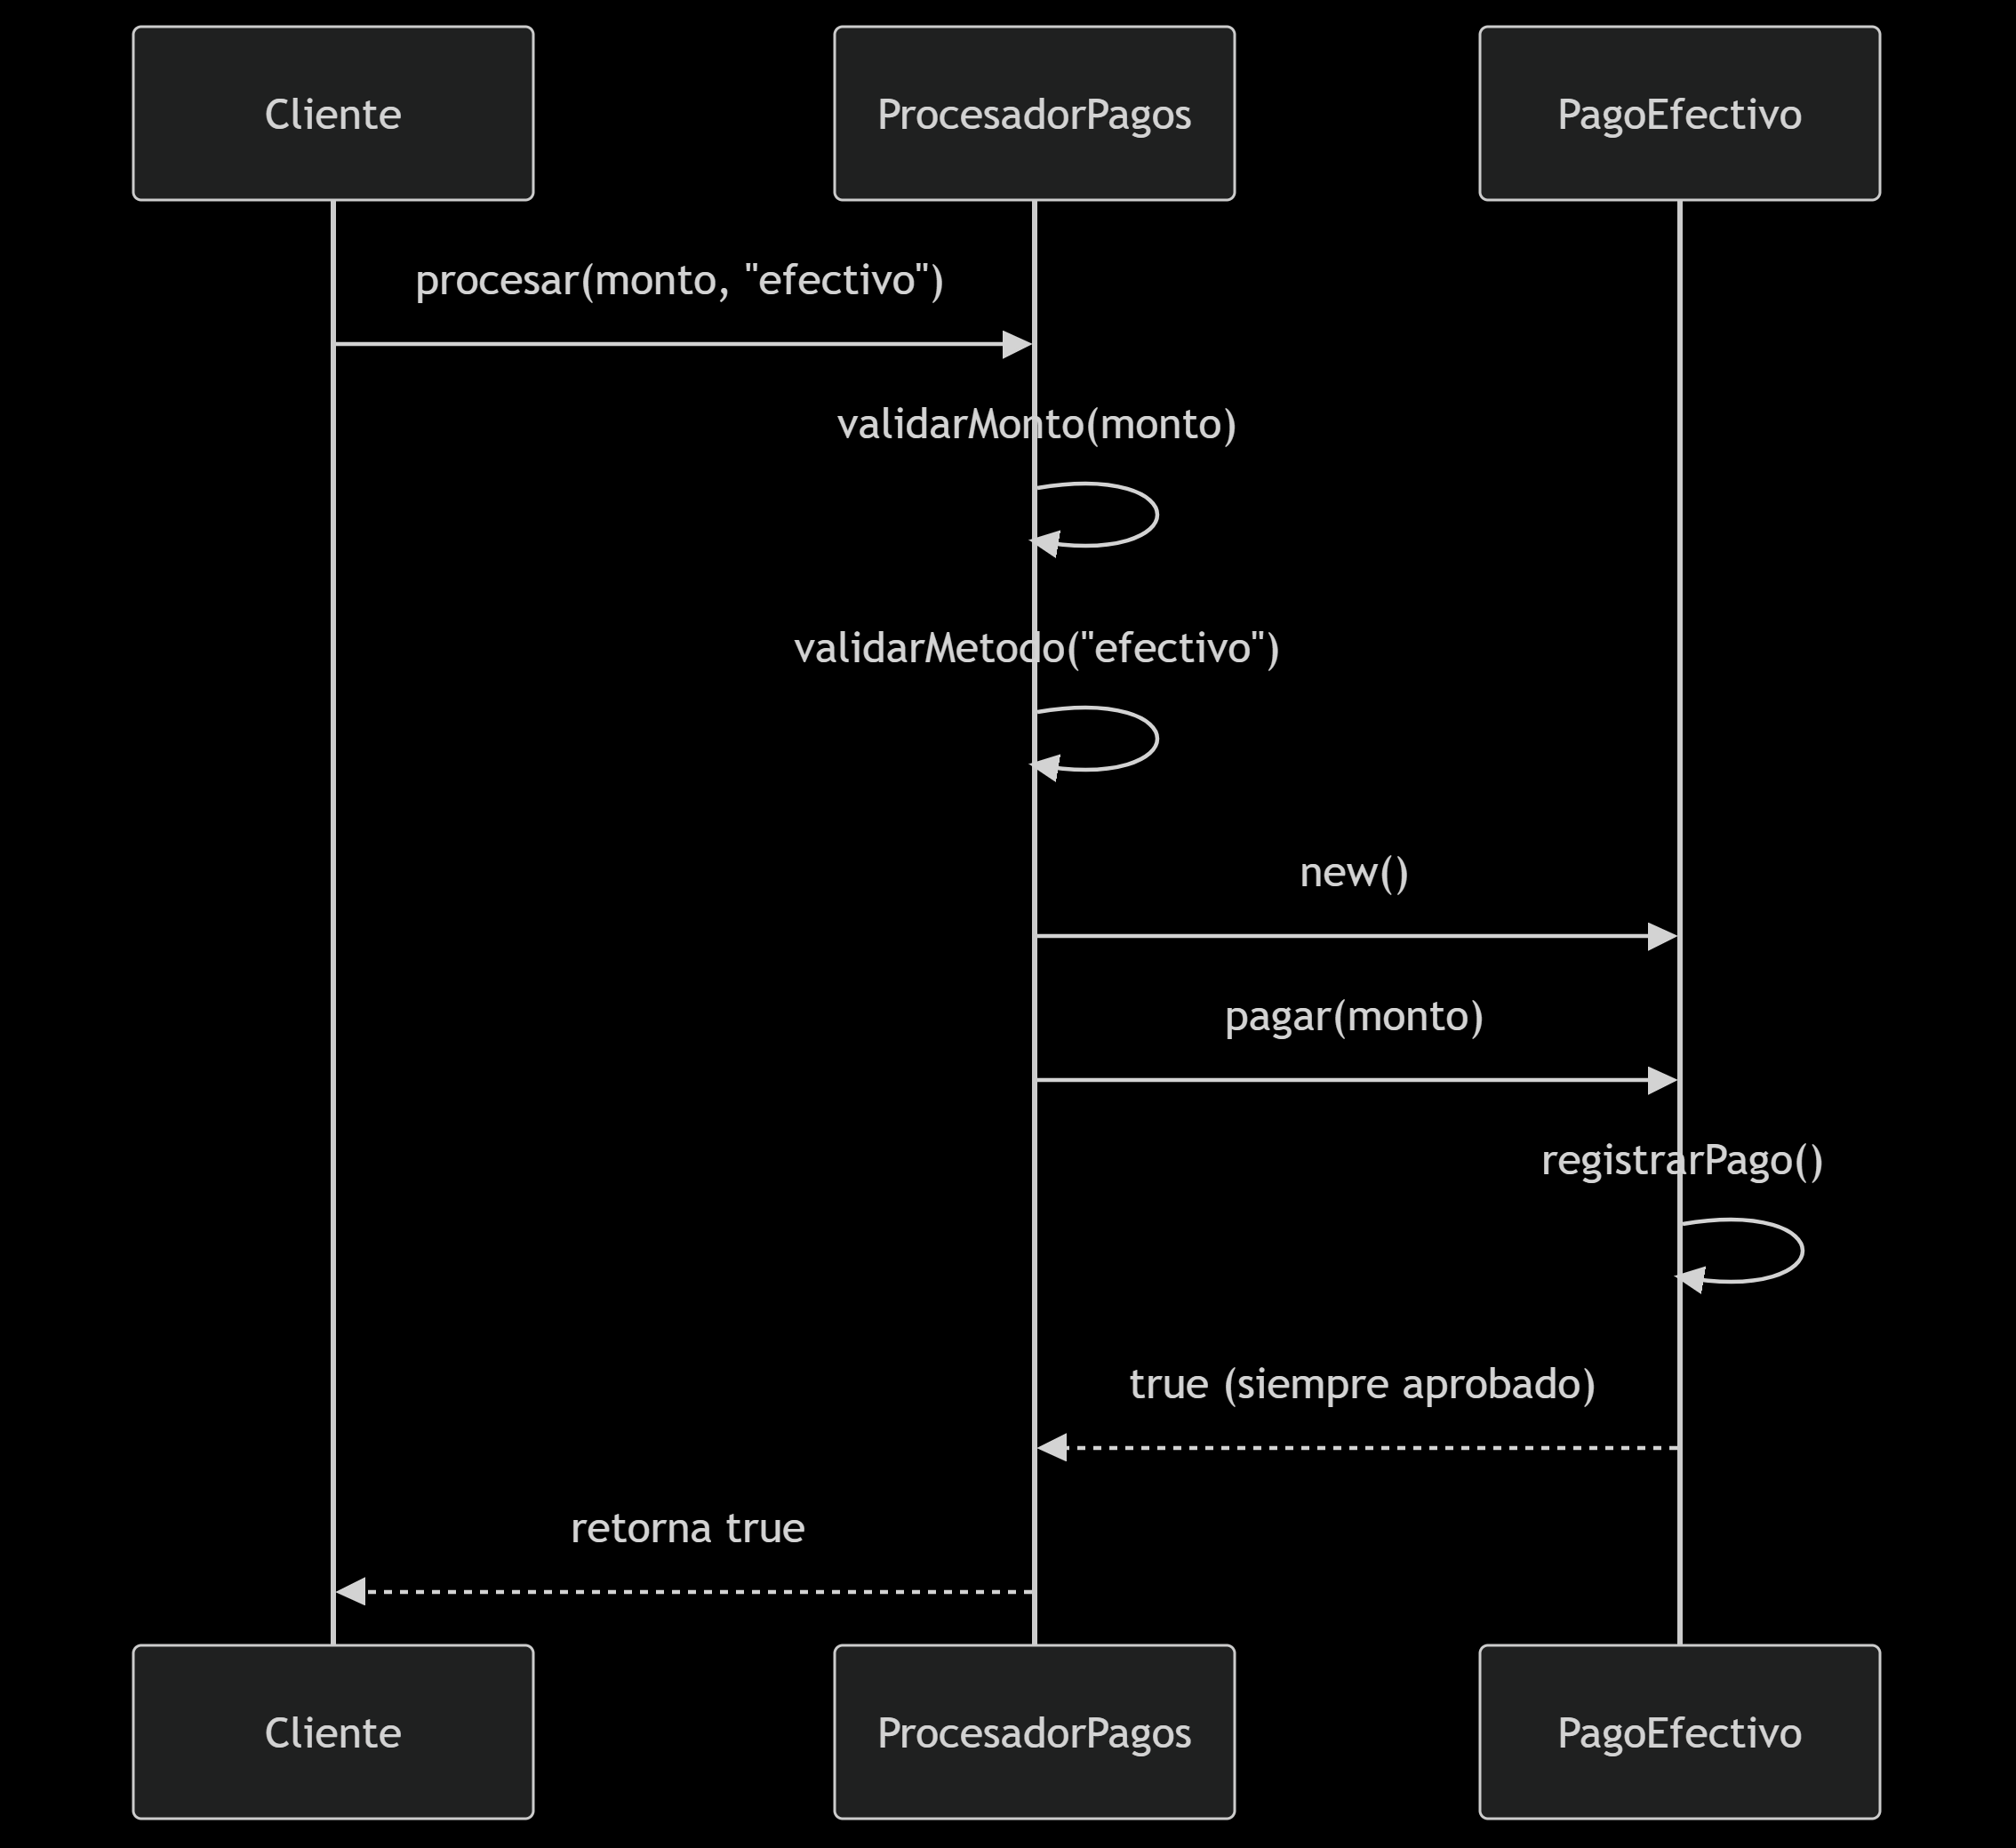 Cliente
ProcesadorPagos
PagoEfectivo
procesar(monto, "efectivo")
validarMonto(monto)
validarMetodo("efectivo")
new()
pagar(monto)
registrarPago()
true (siempre aprobado)
retorna true
Cliente
ProcesadorPagos
PagoEfectivo